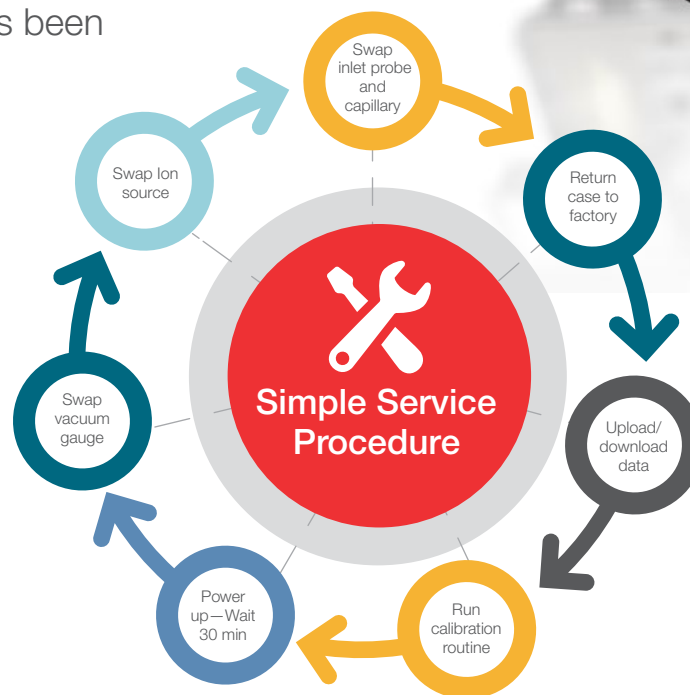 s been
Swap
inlet probe
and
capillary
Return
case to
factory
Upload/
download
data
Run
calibration
routine
Power
up—Wait
30 min
Swap
vacuum
gauge
Swap Ion
source
Simple Service
Procedure